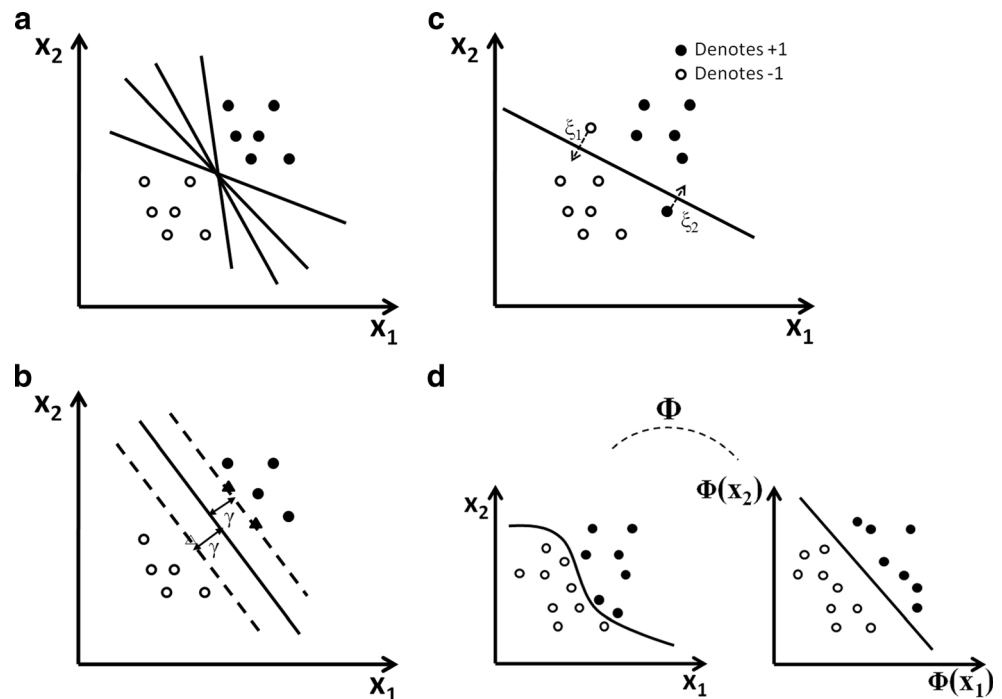 a
x₂
x₁
c
x₂
● Denotes +1
○ Denotes -1
ξ₁
ξ₂
x₁
b
x₂
γ
γ
x₁
d
Φ
x₂
x₁
Φ(x₂)
Φ(x₁)